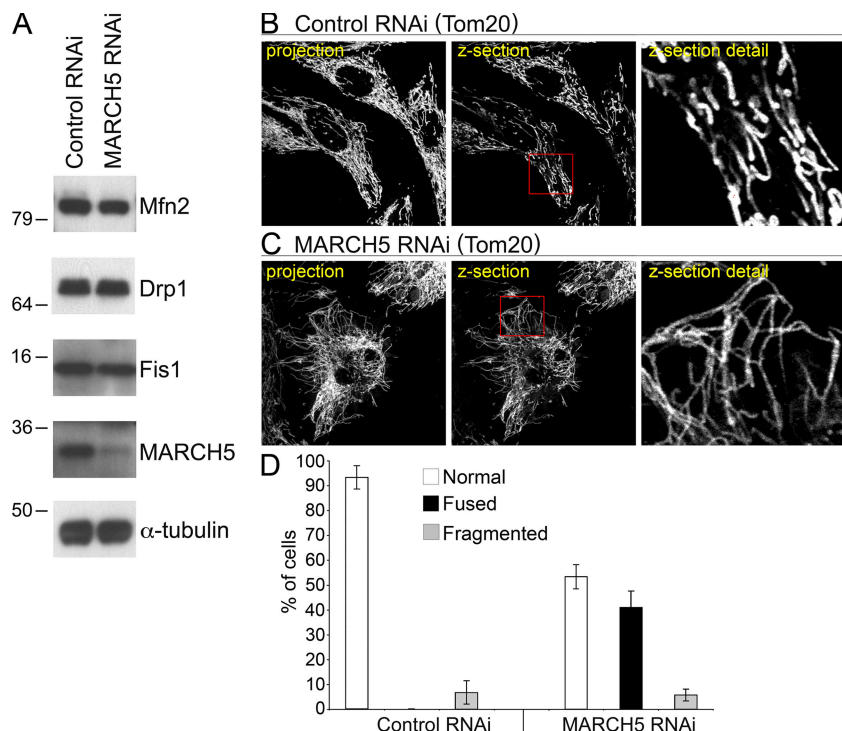 A
Control RNAi
MARCH5 RNAi
79
Mfn2
64
Drp1
16
Fis1
36
MARCH5
50
α-tubulin
B Control RNAi (Tom20)
projection
z-section
z-section detail
C MARCH5 RNAi (Tom20)
projection
z-section
z-section detail
D
% of cells
100
90
80
70
60
50
40
30
20
10
0
Normal
Fused
Fragmented
Control RNAi
MARCH5 RNAi